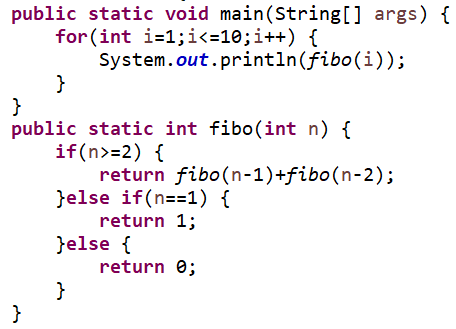 public static void main(String[] args) {
    for(int i=1;i<=10;i++) {
        System.out.println(fibo(i));
    }
}
public static int fibo(int n) {
    if(n>=2) {
        return fibo(n-1)+fibo(n-2);
    }else if(n==1) {
        return 1;
    }else {
        return 0;
    }
}